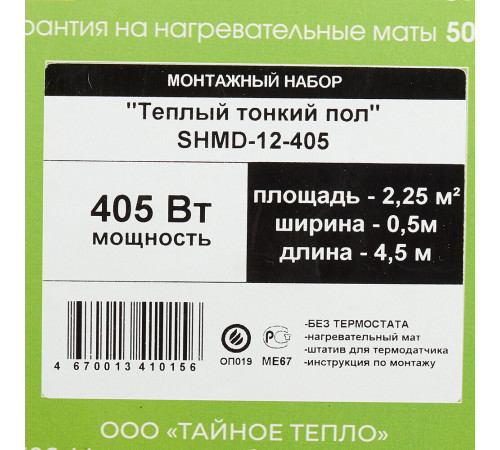 рантия на нагревательные маты 50
МОНТАЖНЫЙ НАБОР
"Теплый тонкий пол"
SHMD-12-405
405 Вт
мощность
площадь - 2,25 м²
ширина - 0,5м
длина - 4,5 м
4 670013 410156
ОП019
МЕ67
-БЕЗ ТЕРМОСТАТА
-нагревательный мат
-штатив для термодатчика
-инструкция по монтажу
ООО «ТАЙНОЕ ТЕПЛО»